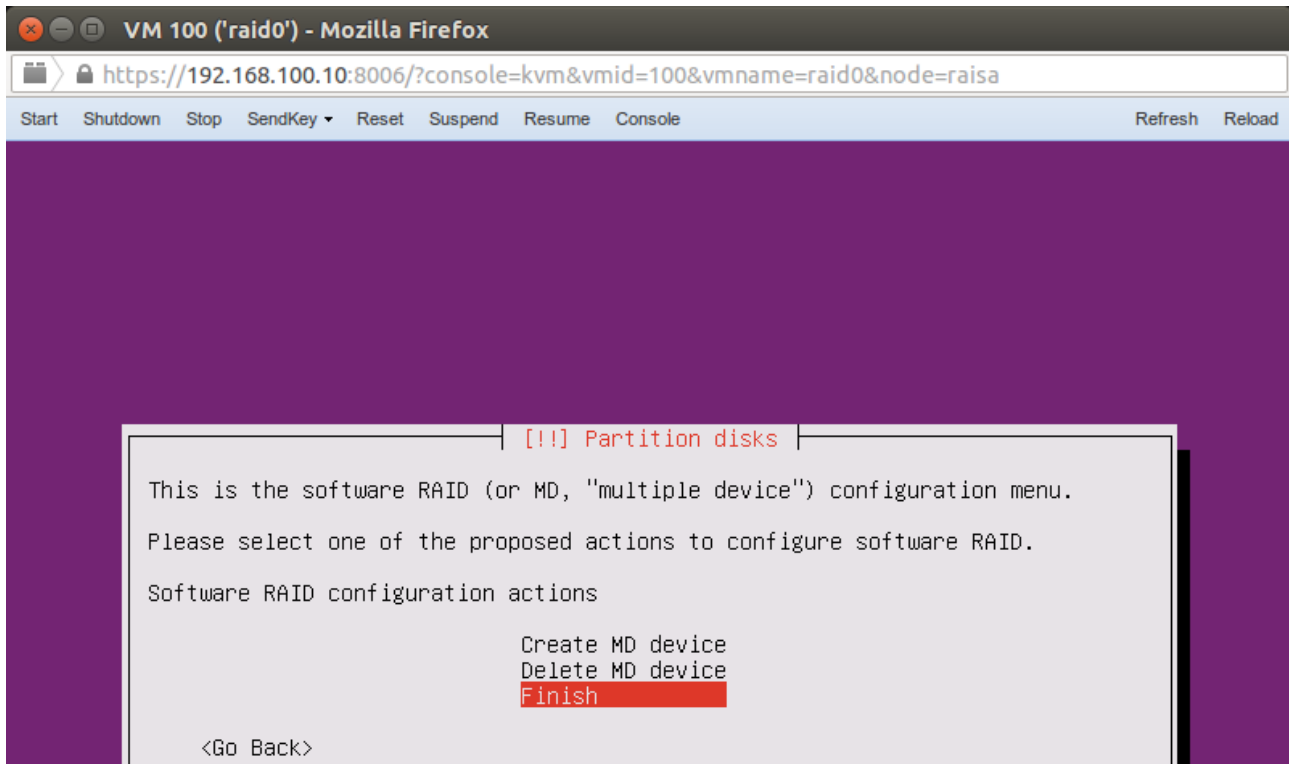 VM 100 ('raid0') - Mozilla Firefox
https://192.168.100.10:8006/?console=kvm&vmid=100&vmname=raid0&node=raisa
Start Shutdown Stop SendKey Reset Suspend Resume Console Refresh Reload
[!!] Partition disks
This is the software RAID (or MD, "multiple device") configuration menu.
Please select one of the proposed actions to configure software RAID.
Software RAID configuration actions
Create MD device
Delete MD device
Finish
<Go Back>